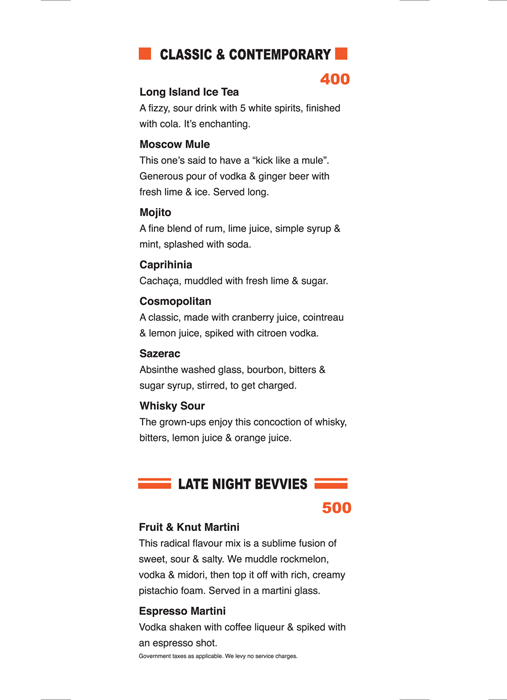 CLASSIC & CONTEMPORARY
400
Long Island Ice Tea
A fizzy, sour drink with 5 white spirits, finished
with cola. It's enchanting.
Moscow Mule
This one's said to have a “kick like a mule”.
Generous pour of vodka & ginger beer with
fresh lime & ice. Served long.
Mojito
A fine blend of rum, lime juice, simple syrup &
mint, splashed with soda.
Caprihinia
Cachaça, muddled with fresh lime & sugar.
Cosmopolitan
A classic, made with cranberry juice, cointreau
& lemon juice, spiked with citroen vodka.
Sazerac
Absinthe washed glass, bourbon, bitters &
sugar syrup, stirred, to get charged.
Whisky Sour
The grown-ups enjoy this concoction of whisky,
bitters, lemon juice & orange juice.
LATE NIGHT BEVVIES
500
Fruit & Knut Martini
This radical flavour mix is a sublime fusion of
sweet, sour & salty. We muddle rockmelon,
vodka & midori, then top it off with rich, creamy
pistachio foam. Served in a martini glass.
Espresso Martini
Vodka shaken with coffee liqueur & spiked with
an espresso shot.
Government taxes as applicable. We levy no service charges.